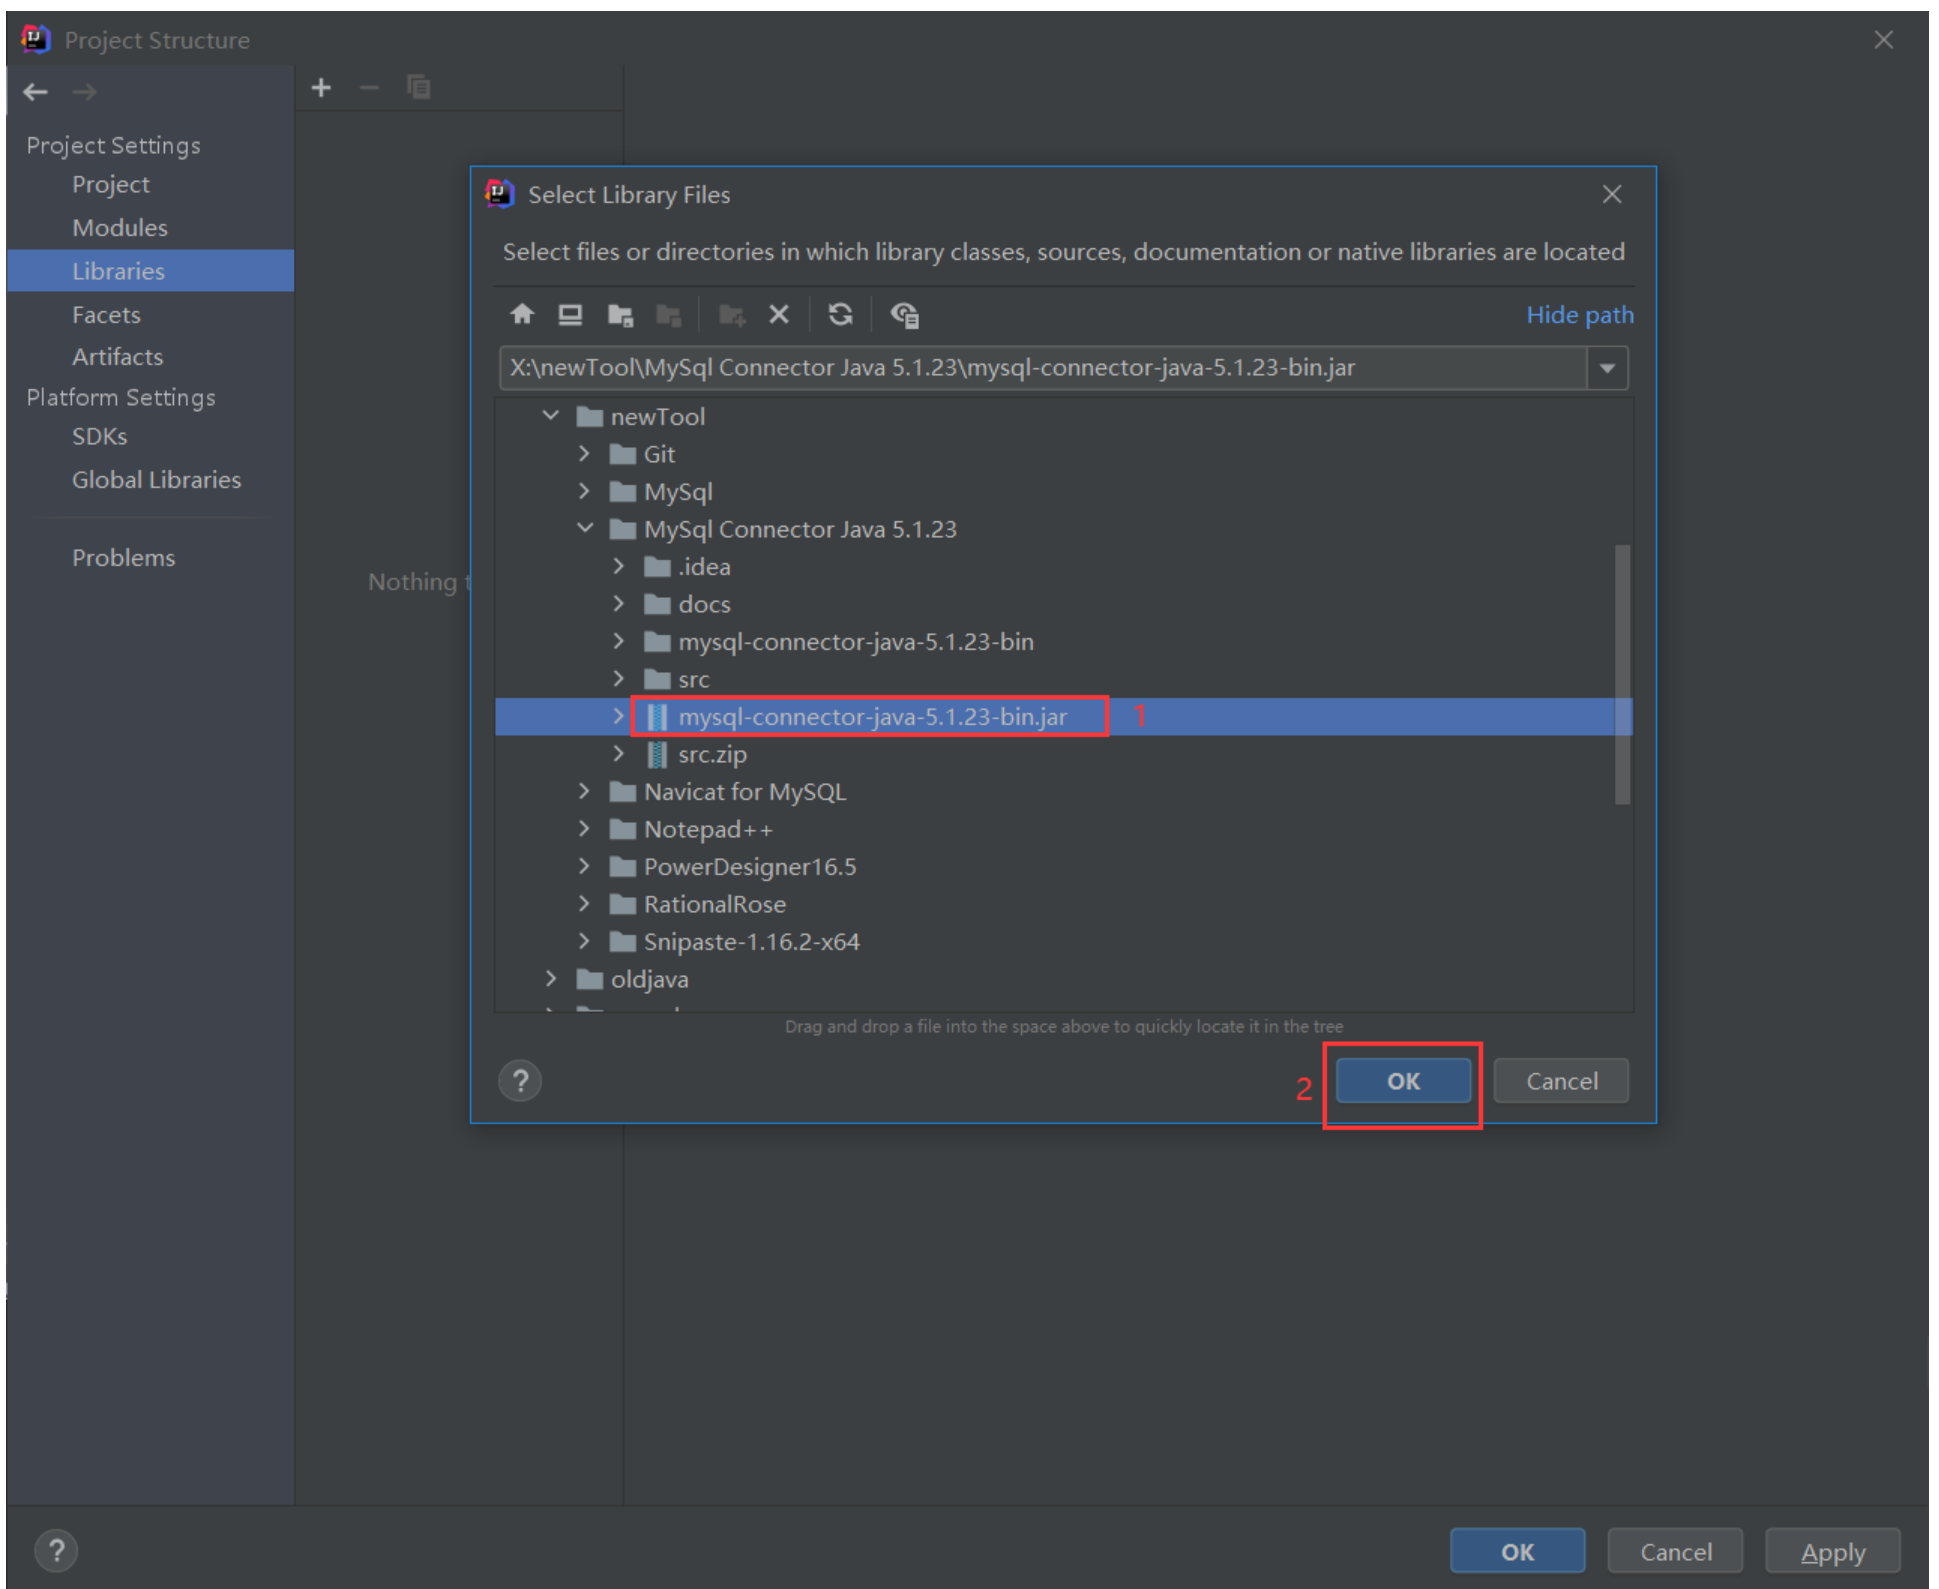 Project Structure
Project Settings
Project
Modules
Libraries
Facets
Artifacts
Platform Settings
SDKs
Global Libraries
Problems
Nothing
Select Library Files
Select files or directories in which library classes, sources, documentation or native libraries are located
Hide path
X:\newTool\MySql Connector Java 5.1.23\mysql-connector-java-5.1.23-bin.jar
newTool
Git
MySql
MySql Connector Java 5.1.23
.idea
docs
mysql-connector-java-5.1.23-bin
src
mysql-connector-java-5.1.23-bin.jar 1
src.zip
Navicat for MySQL
Notepad++
PowerDesigner16.5
RationalRose
Snipaste-1.16.2-x64
oldjava
Drag and drop a file into the space above to quickly locate it in the tree
? 2 OK Cancel
? OK Cancel Apply